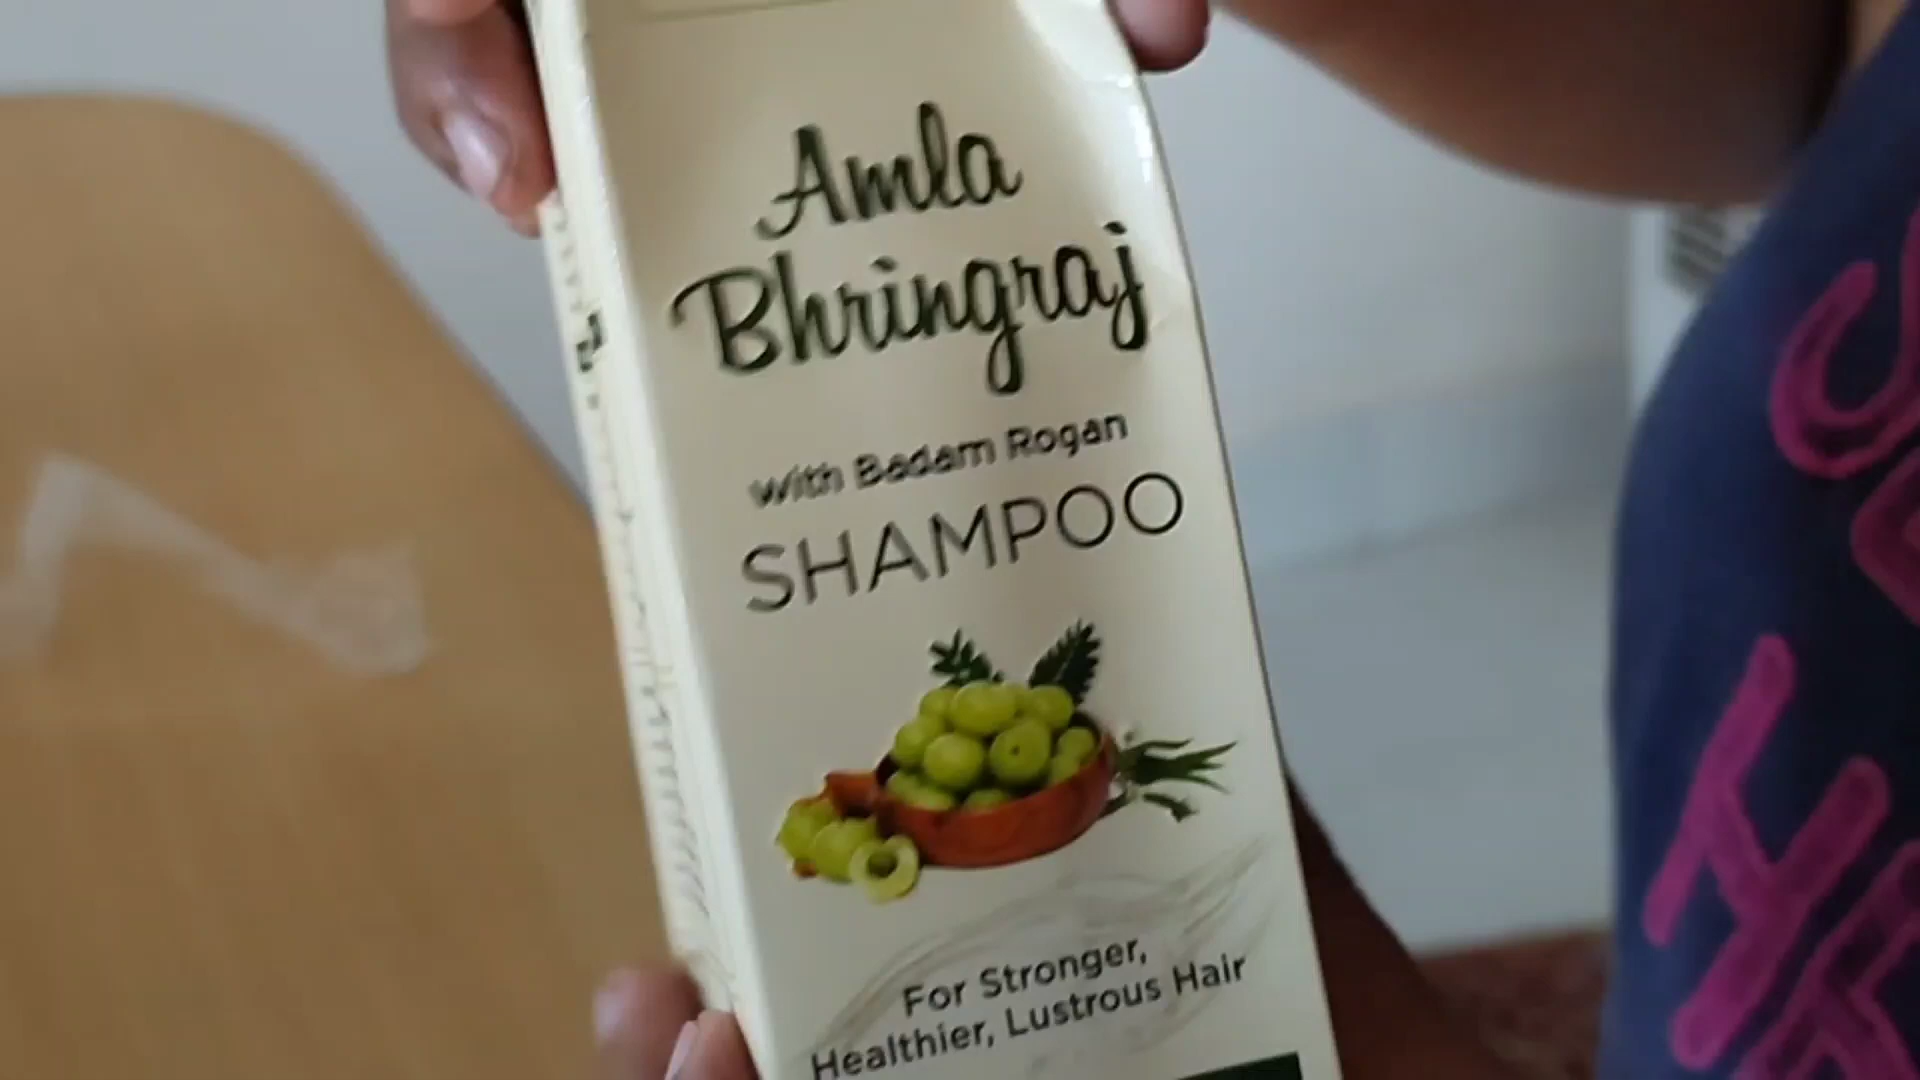 Amla
Bhringraj
With Badam Rogan
SHAMPOO
For Stronger,
Healthier, Lustrous Hair